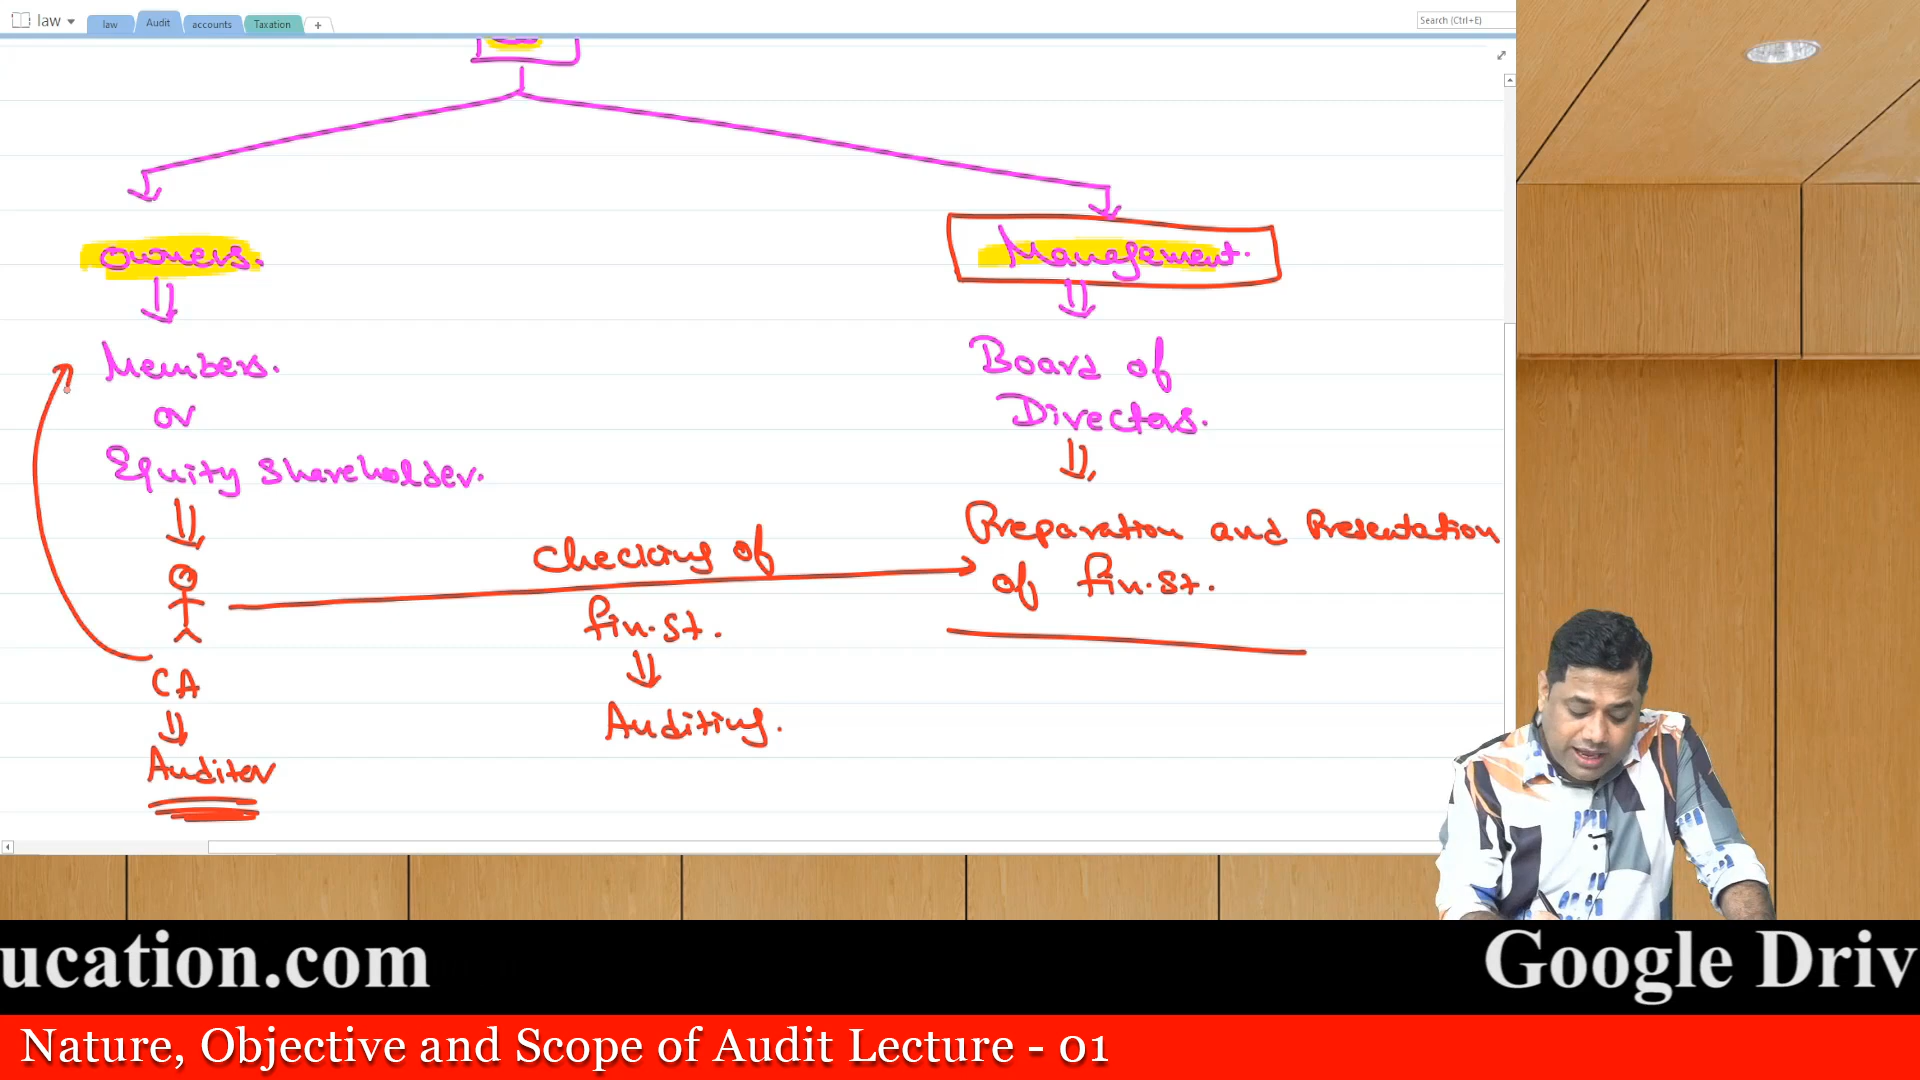 law
law
Audit
accounts
Taxation
+
Search (Ctrl+E)
Owners.
Management.
Members.
or
Equity Shareholder.
Board of
Directors.
Preparation and Presentation
of fin.st.
Checking of
fin.st.
Auditing.
CA
Auditor
ucation.com
Google Driv
Nature, Objective and Scope of Audit Lecture - 01